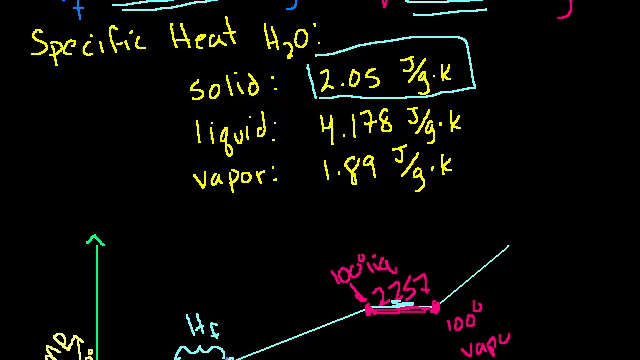 Specific Heat H₂O:
solid: 2.05 J/g·k
liquid: 4.178 J/g·k
vapor: 1.89 J/g·k
100° liq
2257
Hf
100°
vapo